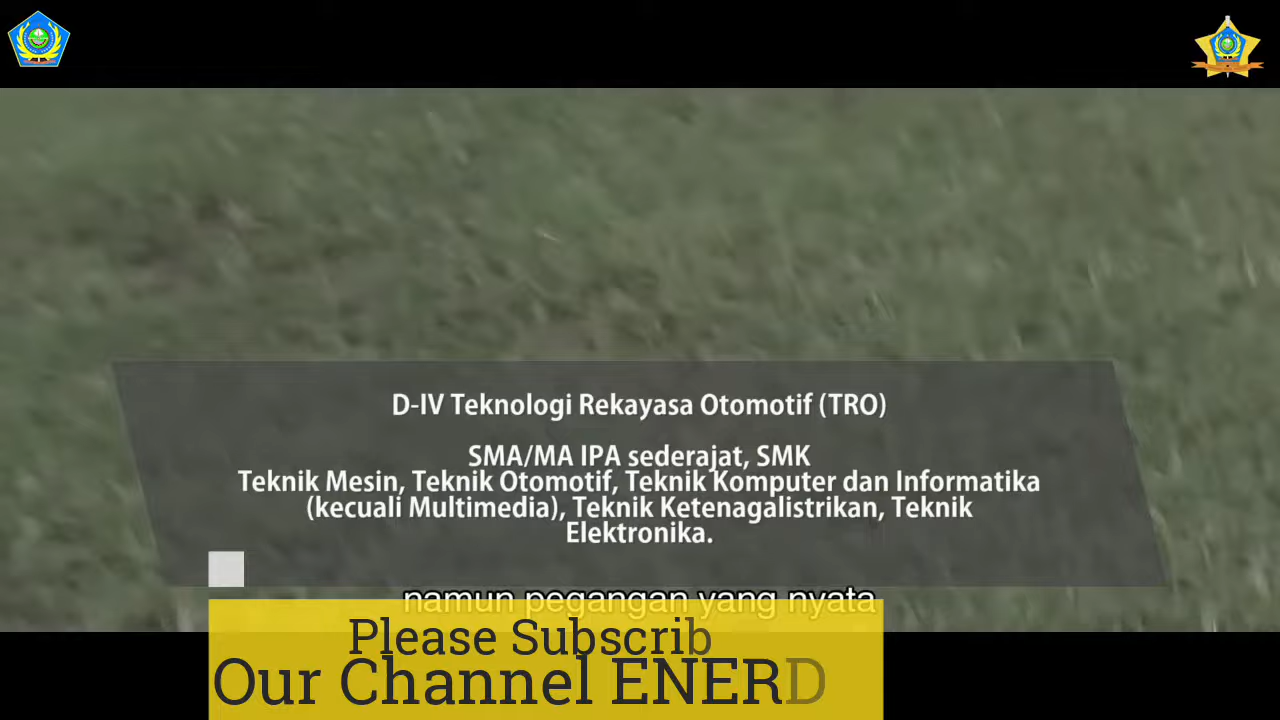 D-IV Teknologi Rekayasa Otomotif (TRO)
SMA/MA IPA sederajat, SMK
Teknik Mesin, Teknik Otomotif, Teknik Komputer dan Informatika
(kecuali Multimedia), Teknik Ketenagalistrikan, Teknik
Elektronika.
namun pegangan yang nyata
Please Subscrib
Our Channel ENERD